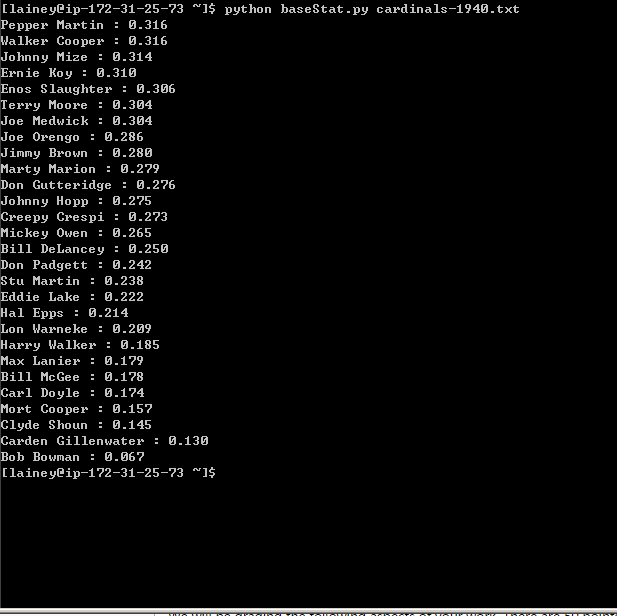 [lainey@ip-172-31-25-73 ~]$ python baseStat.py cardinals-1940.txt
Pepper Martin : 0.316
Walker Cooper : 0.316
Johnny Mize : 0.314
Ernie Koy : 0.310
Enos Slaughter : 0.306
Terry Moore : 0.304
Joe Medwick : 0.304
Joe Orengo : 0.286
Jimmy Brown : 0.280
Marty Marion : 0.279
Don Gutteridge : 0.276
Johnny Hopp : 0.275
Creepy Crespi : 0.273
Mickey Owen : 0.265
Bill DeLancey : 0.250
Don Padgett : 0.242
Stu Martin : 0.238
Eddie Lake : 0.222
Hal Epps : 0.214
Lon Warneke : 0.209
Harry Walker : 0.185
Max Lanier : 0.179
Bill McGee : 0.178
Carl Doyle : 0.174
Mort Cooper : 0.157
Clyde Shoun : 0.145
Carden Gillenwater : 0.130
Bob Bowman : 0.067
[lainey@ip-172-31-25-73 ~]$